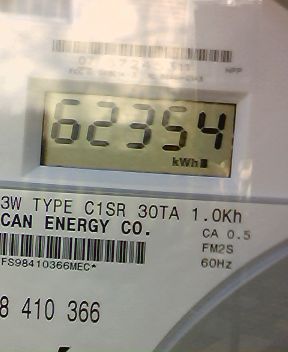 62354
kWh
3W TYPE C1SR 30TA 1.0Kh
CAN ENERGY CO.
CA 0.5
FM2S
60Hz
FS98410366MEC*
8 410 366